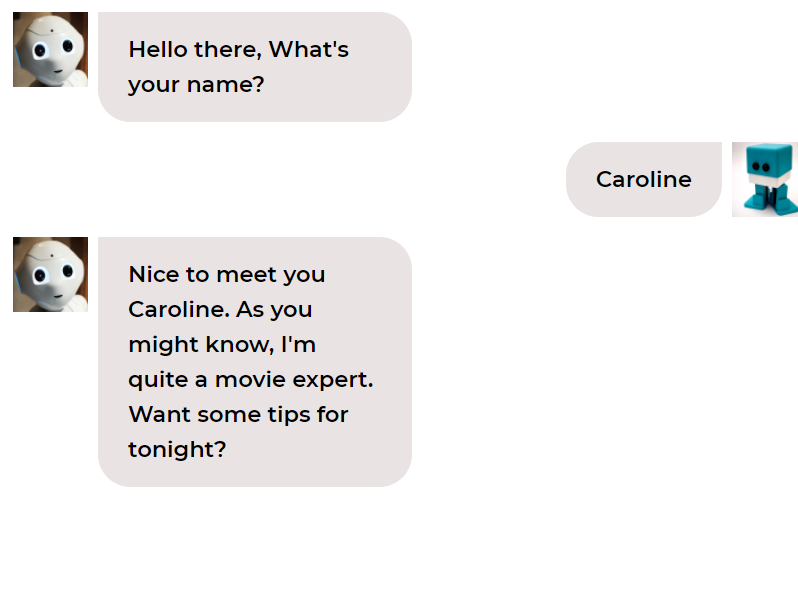 Hello there, What's
your name?
Caroline
Nice to meet you
Caroline. As you
might know, I'm
quite a movie expert.
Want some tips for
tonight?